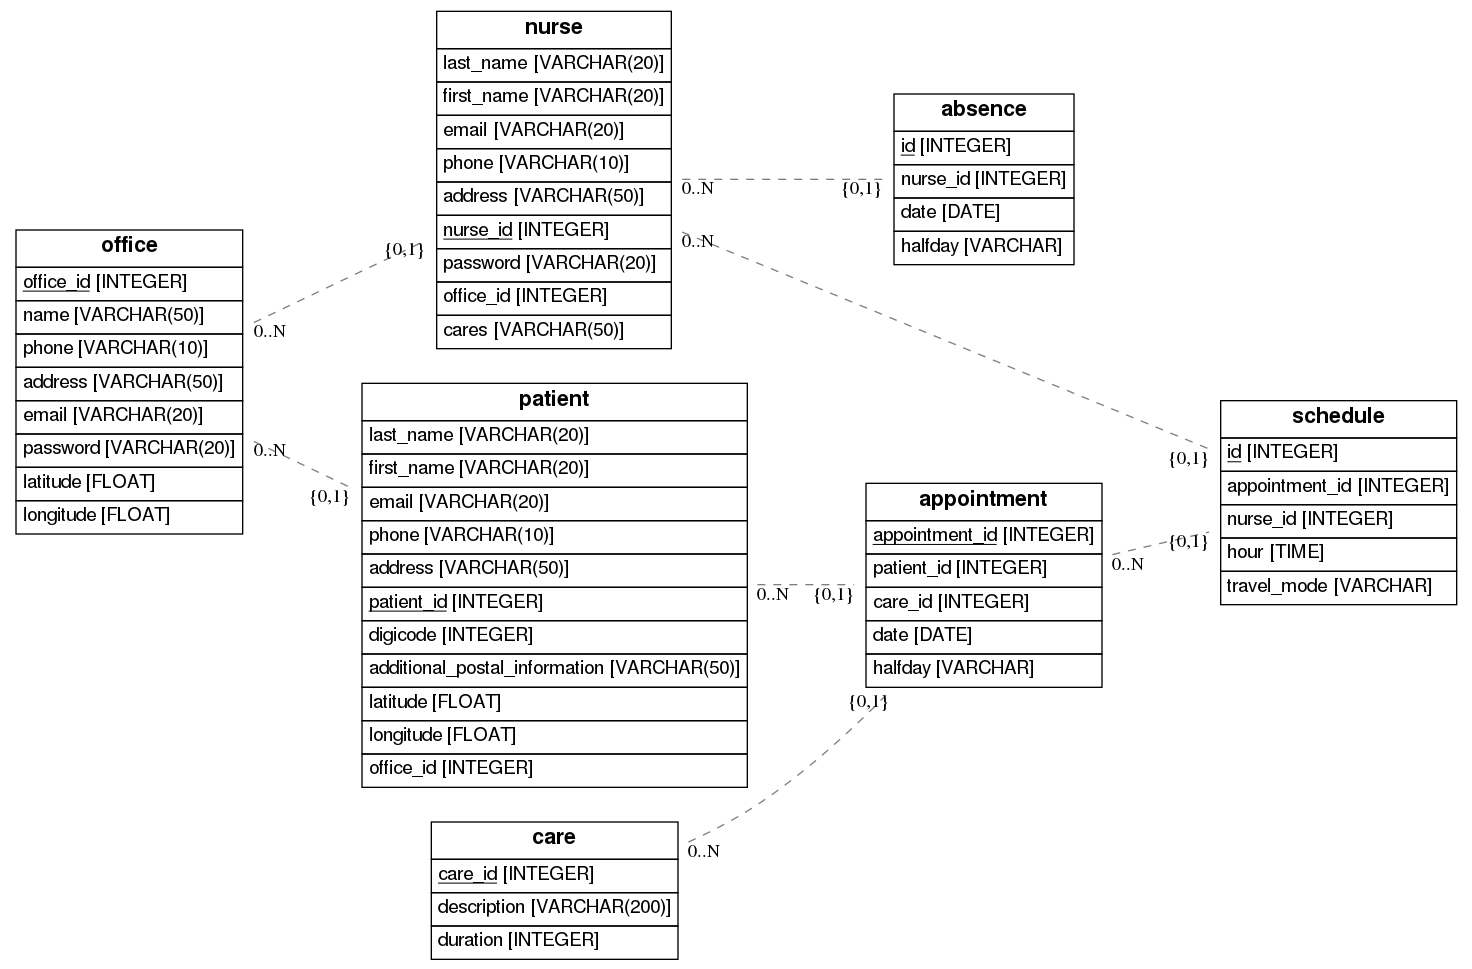 nurse
last_name [VARCHAR(20)]
first_name [VARCHAR(20)]
email [VARCHAR(20)]
phone [VARCHAR(10)]
address [VARCHAR(50)]
nurse_id [INTEGER]
password [VARCHAR(20)]
office_id [INTEGER]
cares [VARCHAR(50)]
absence
id [INTEGER]
nurse_id [INTEGER]
date [DATE]
halfday [VARCHAR]
0..N
{0,1}
0..N
{0,1}
office
office_id [INTEGER]
name [VARCHAR(50)]
phone [VARCHAR(10)]
address [VARCHAR(50)]
email [VARCHAR(20)]
password [VARCHAR(20)]
latitude [FLOAT]
longitude [FLOAT]
{0,1}
0..N
0..N
{0,1}
patient
last_name [VARCHAR(20)]
first_name [VARCHAR(20)]
email [VARCHAR(20)]
phone [VARCHAR(10)]
address [VARCHAR(50)]
patient_id [INTEGER]
digicode [INTEGER]
additional_postal_information [VARCHAR(50)]
latitude [FLOAT]
longitude [FLOAT]
office_id [INTEGER]
0..N
{0,1}
appointment
appointment_id [INTEGER]
patient_id [INTEGER]
care_id [INTEGER]
date [DATE]
halfday [VARCHAR]
0..N
{0,1}
schedule
id [INTEGER]
appointment_id [INTEGER]
nurse_id [INTEGER]
hour [TIME]
travel_mode [VARCHAR]
{0,1}
0..N
care
care_id [INTEGER]
description [VARCHAR(200)]
duration [INTEGER]